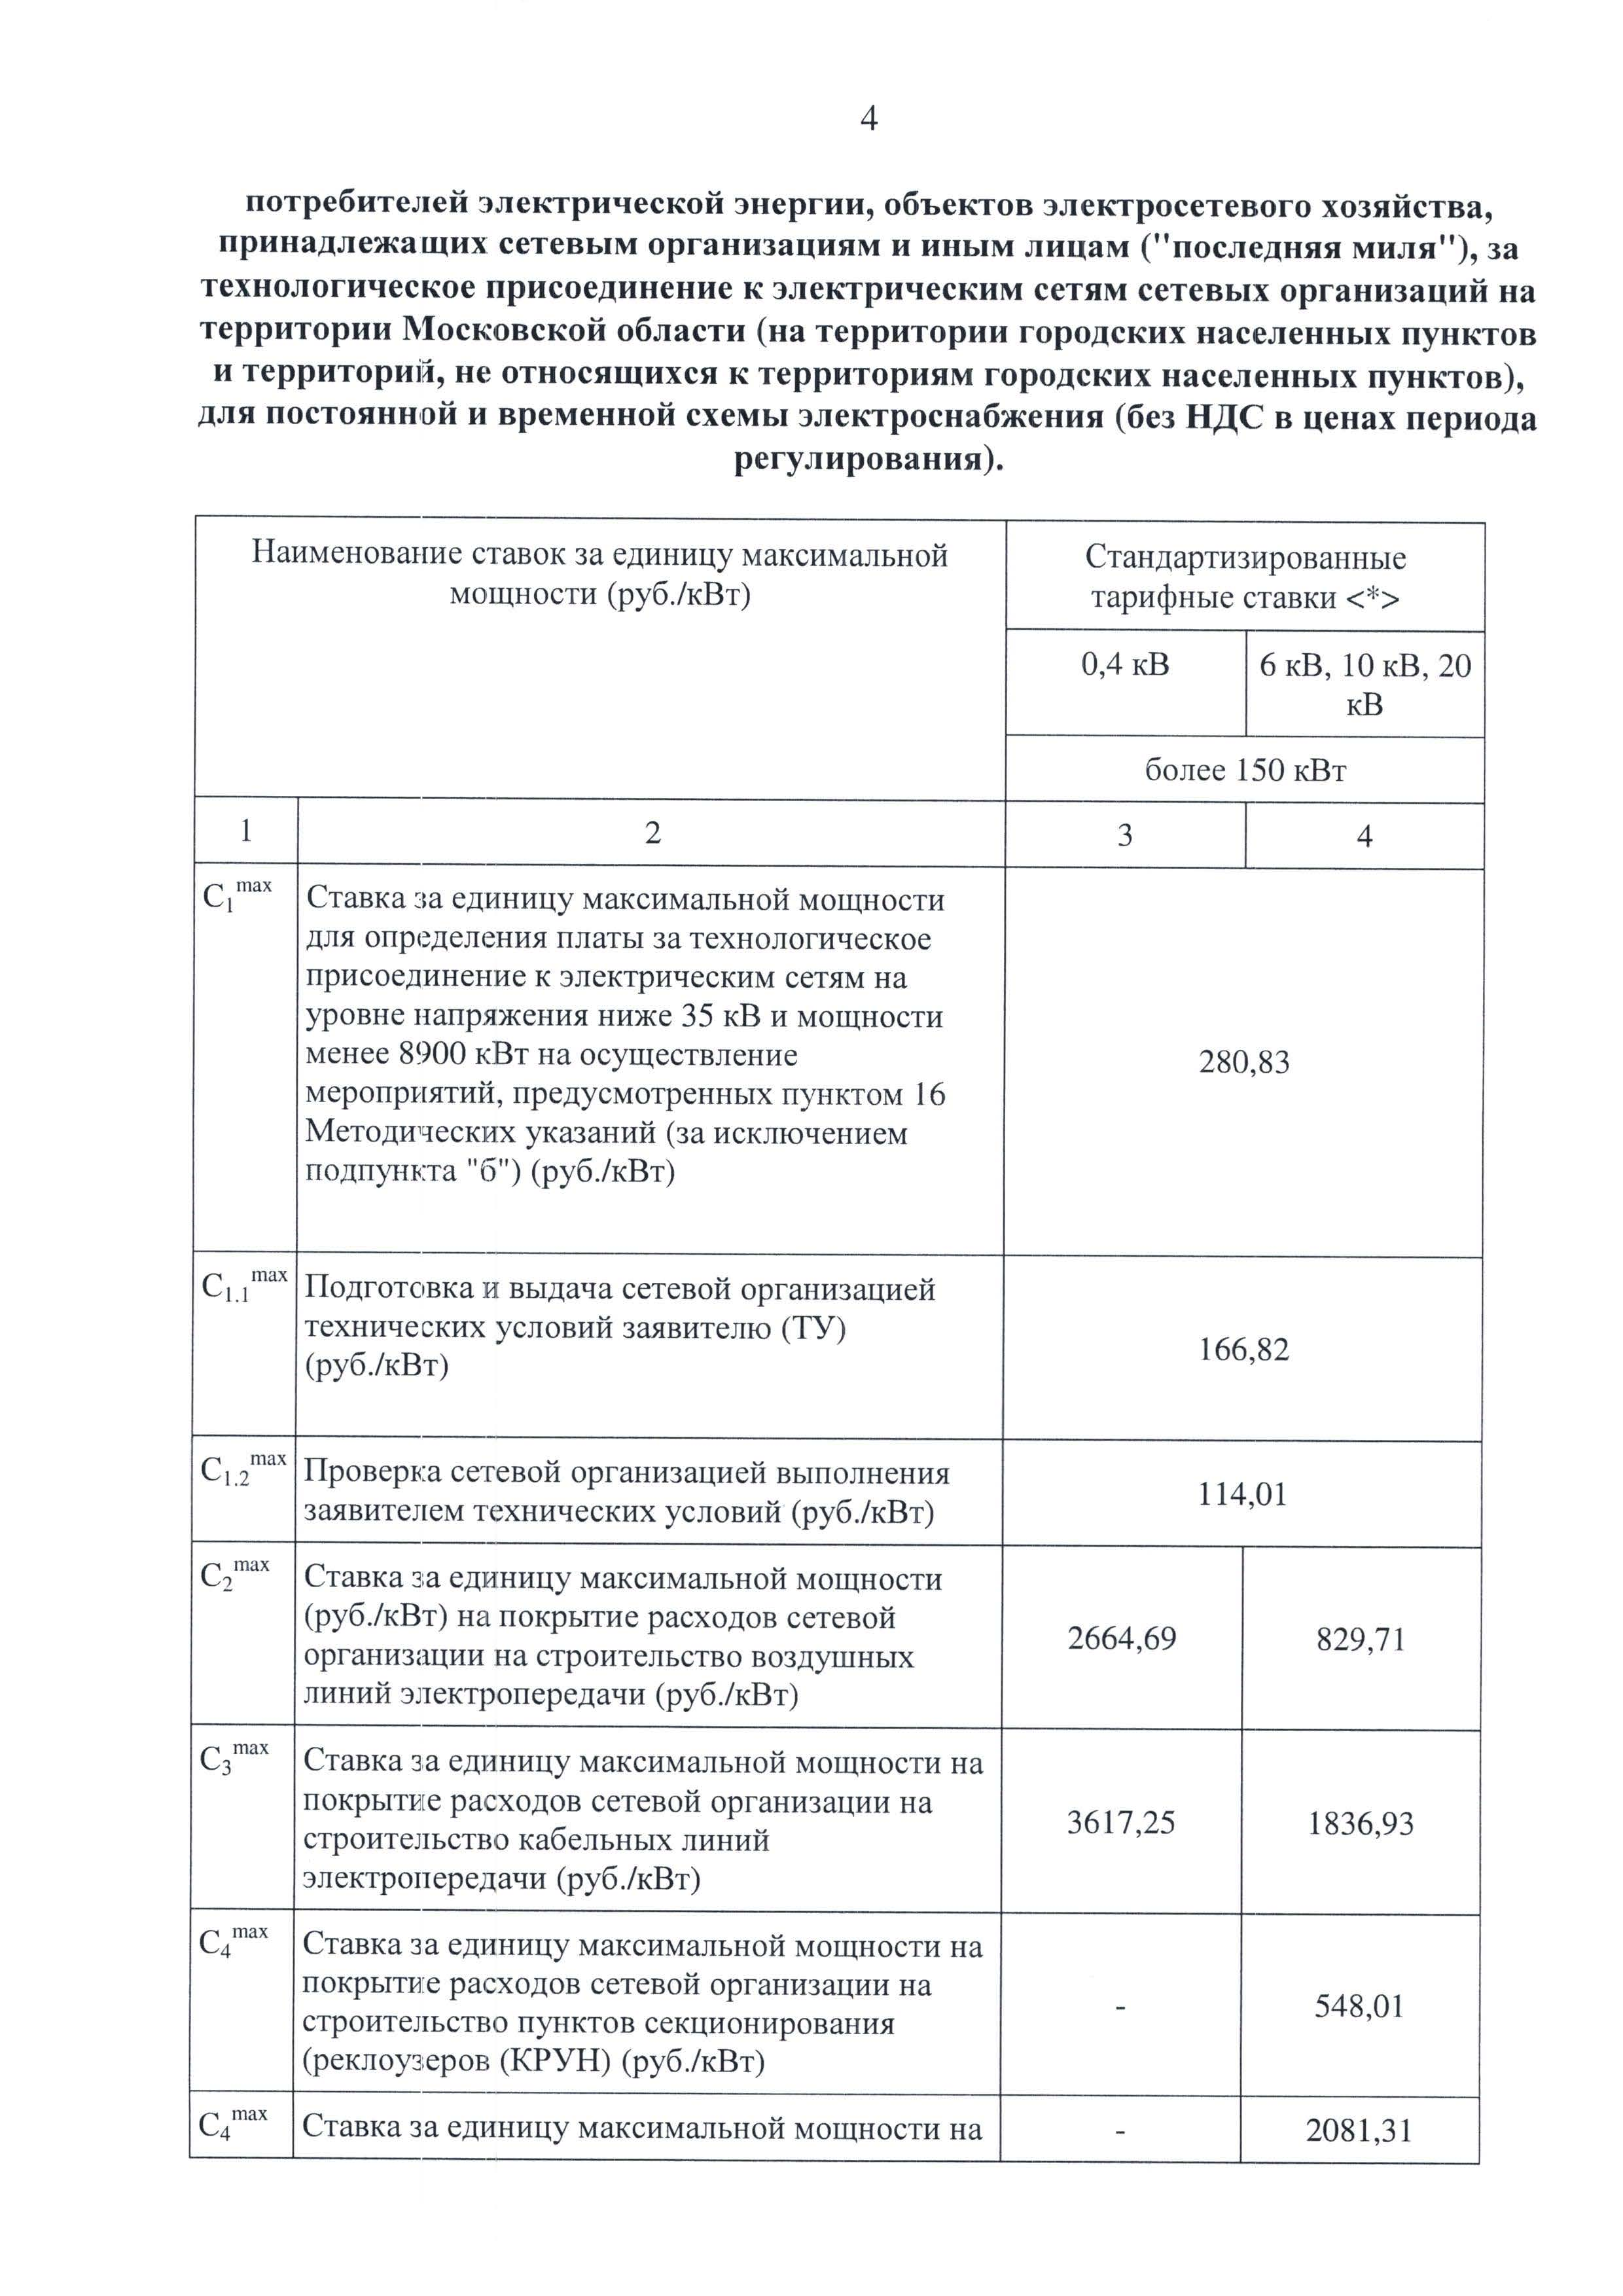 4
потребителей электрической энергии, объектов электросетевого хозяйства,
принадлежащих сетевым организациям и иным лицам ("последняя миля"), за
технологическое присоединение к электрическим сетям сетевых организаций на
территории Московской области (на территории городских населенных пунктов
и территорий, не относящихся к территориям городских населенных пунктов),
для постоянной и временной схемы электроснабжения (без НДС в ценах периода
регулирования).
Наименование ставок за единицу максимальной
мощности (руб./кВт)
Стандартизированные
тарифные ставки <*>
0,4 кВ
6 кВ, 10 кВ, 20
кВ
более 150 кВт
1
2
3
4
C1max
Ставка за единицу максимальной мощности
для определения платы за технологическое
присоединение к электрическим сетям на
уровне напряжения ниже 35 кВ и мощности
менее 8900 кВт на осуществление
мероприятий, предусмотренных пунктом 16
Методических указаний (за исключением
подпункта "б") (руб./кВт)
280,83
C1.1max
Подготовка и выдача сетевой организацией
технических условий заявителю (ТУ)
(руб./кВт)
166,82
C1.2max
Проверка сетевой организацией выполнения
заявителем технических условий (руб./кВт)
114,01
C2max
Ставка за единицу максимальной мощности
(руб./кВт) на покрытие расходов сетевой
организации на строительство воздушных
линий электропередачи (руб./кВт)
2664,69
829,71
C3max
Ставка за единицу максимальной мощности на
покрытие расходов сетевой организации на
строительство кабельных линий
электропередачи (руб./кВт)
3617,25
1836,93
C4max
Ставка за единицу максимальной мощности на
покрытие расходов сетевой организации на
строительство пунктов секционирования
(реклоузеров (КРУН) (руб./кВт)
-
548,01
C4max
Ставка за единицу максимальной мощности на
-
2081,31